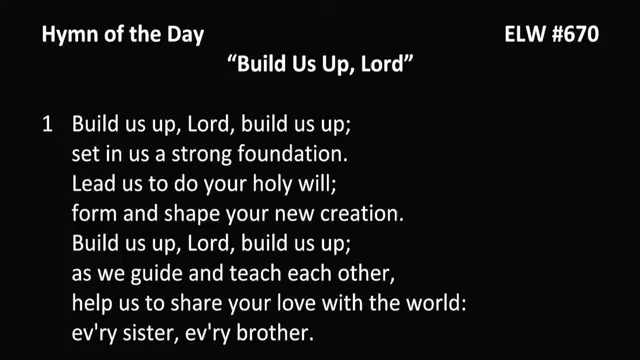 Hymn of the Day ELW #670
“Build Us Up, Lord”
1 Build us up, Lord, build us up;
set in us a strong foundation.
Lead us to do your holy will;
form and shape your new creation.
Build us up, Lord, build us up;
as we guide and teach each other,
help us to share your love with the world:
ev'ry sister, ev'ry brother.